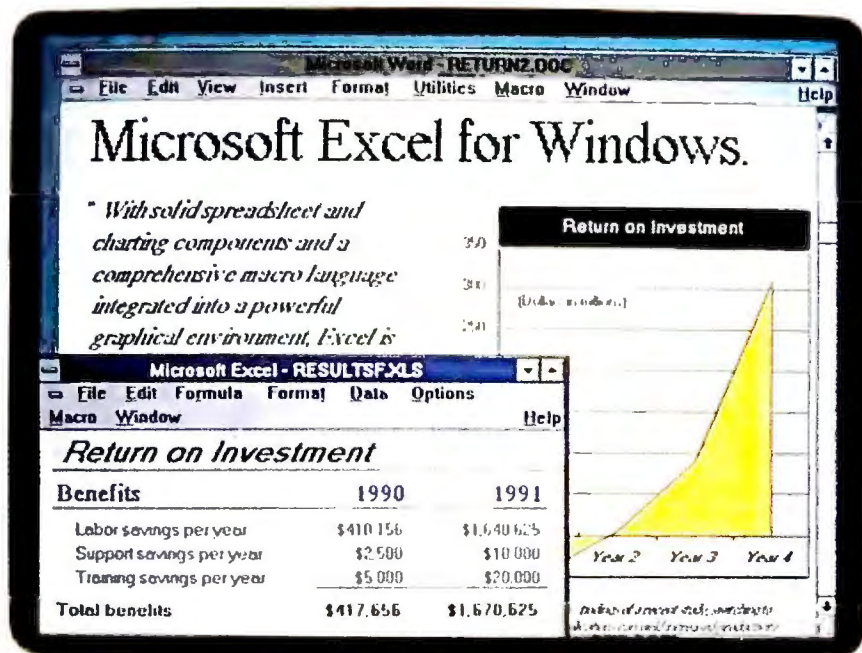 Microsoft Word - RETURN2.DOC
File Edit View Insert Format Utilities Macro Window Help
Microsoft Excel for Windows.
" With solid spreadsheet and
charting components and a
comprehensive macro language
integrated into a powerful
graphical environment, Excel is
Return on Investment
350
300
250
Year 2 Year 3 Year 4
Microsoft Excel - RESULTSF.XLS
File Edit Formula Format Data Options
Macro Window Help
Return on Investment
Benefits 1990 1991
Labor savings per year $410,156 $1,640,625
Support savings per year $2,500 $10,000
Training savings per year $5,000 $20,000
Total benefits $417,656 $1,670,625